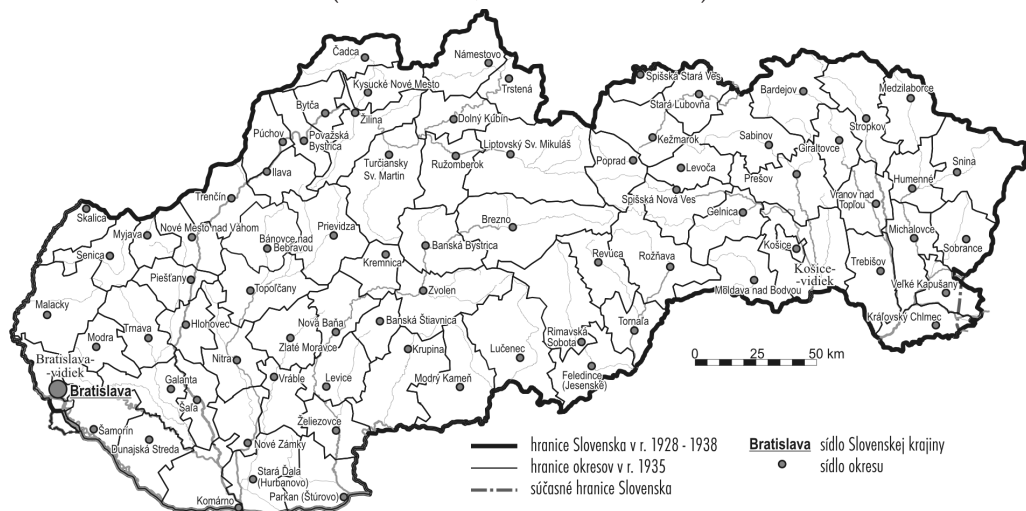 Čadca
Námestovo
Trstená
Kysucké Nové Mesto
Bytča
Žilina
Dolný Kubín
Púchov
Považská
Bystrica
Turčiansky
Sv. Martin
Ružomberok
Liptovský Sv. Mikuláš
Ilava
Trenčín
Spišská Stará Ves
Stará Ľubovňa
Kežmarok
Poprad
Levoča
Spišská Nová Ves
Gelnica
Bardejov
Medzilaborce
Stropkov
Sabinov
Giraltovce
Prešov
Snina
Humenné
Vranov nad
Topľou
Michalovce
Sobrance
Košice
Košice-
-vidiek
Trebišov
Veľké Kapušany
Kráľovský Chlmec
Moldava nad Bodvou
Skalica
Myjava
Nové Mesto nad Váhom
Senica
Bánovce nad
Bebravou
Prievidza
Brezno
Banská Bystrica
Kremnica
Revúca
Rožňava
Piešťany
Topoľčany
Zvolen
Malacky
Hlohovec
Trnava
Modra
Nová Baňa
Banská Štiavnica
Zlaté Moravce
Krupina
Lučenec
Rimavská
Sobota
Tornaľa
Feledince
(Jesenské)
Nitra
Bratislava-
-vidiek
Bratislava
Galanta
Šaľa
Vráble
Levice
Modrý Kameň
Šamorín
Dunajská Streda
Želiezovce
Nové Zámky
Stará Ďala
(Hurbanovo)
Komárno
Parkan (Štúrovo)
0 25 50 km
hranice Slovenska v r. 1928 - 1938
hranice okresov v r. 1935
súčasné hranice Slovenska
Bratislava sídlo Slovenskej krajiny
sídlo okresu